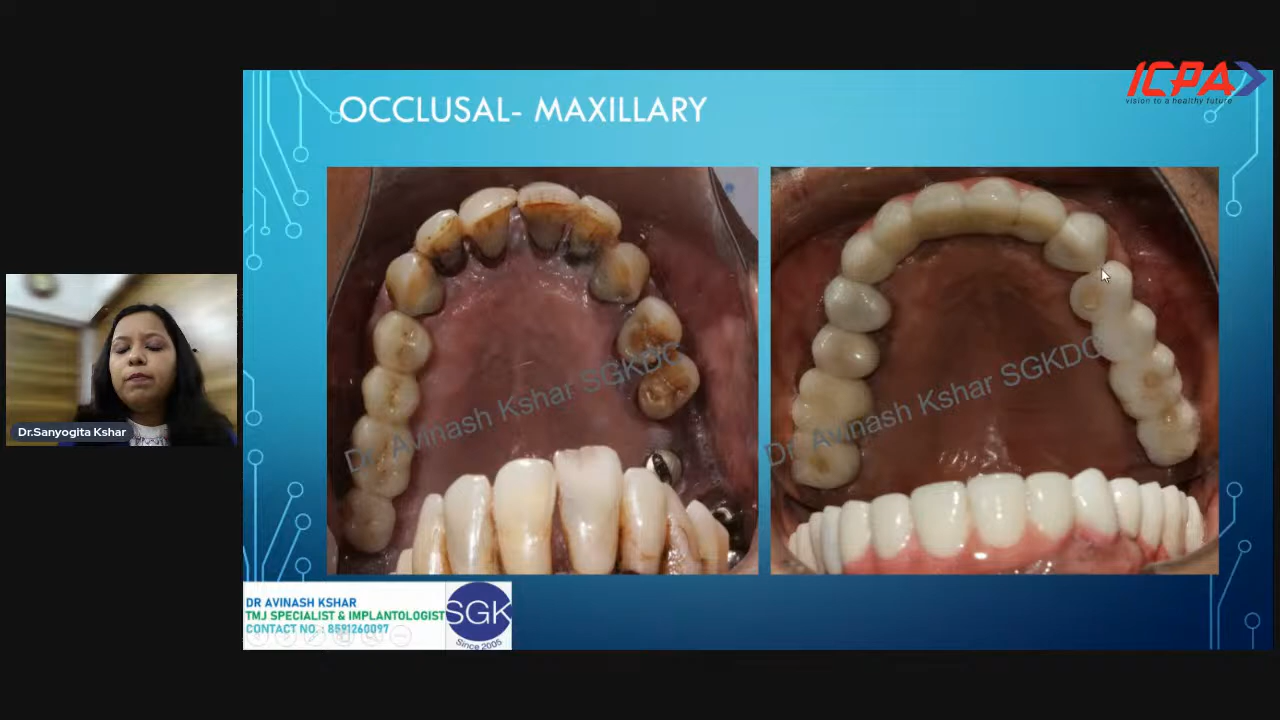 ICPA
vision to a healthy future
OCCLUSAL- MAXILLARY
Dr. Avinash Kshar SGKDC
Dr. Avinash Kshar SGKDC
Dr.Sanyogita Kshar
DR AVINASH KSHAR
TMJ SPECIALIST & IMPLANTOLOGIST
CONTACT NO. : 8591260097
SGK
Since 2005